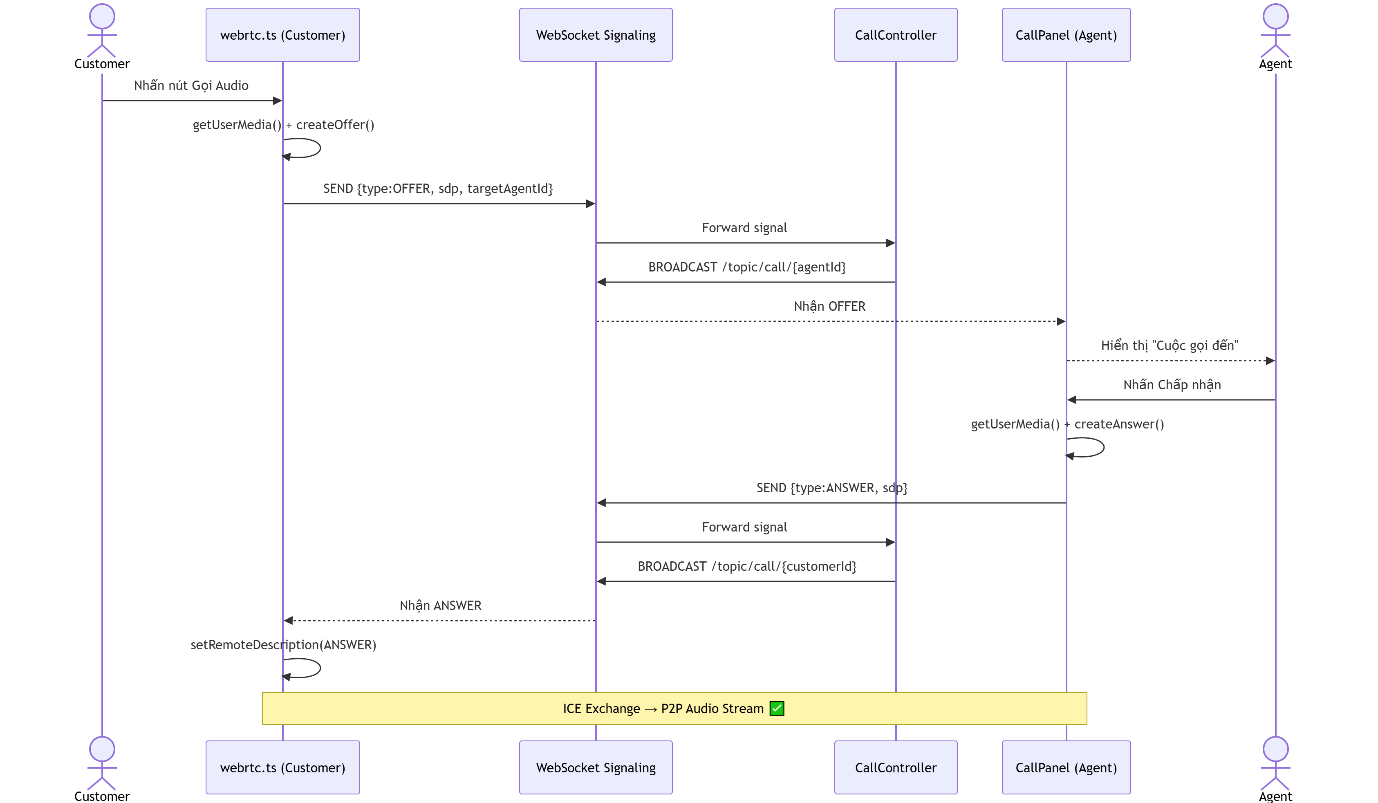 webrtc.ts (Customer)
WebSocket Signaling
CallController
CallPanel (Agent)
Customer
Agent
Nhấn nút Gọi Audio
getUserMedia() + createOffer()
SEND {type:OFFER, sdp, targetAgentId}
Forward signal
BROADCAST /topic/call/{agentId}
Nhận OFFER
Hiển thị "Cuộc gọi đến"
Nhấn Chấp nhận
getUserMedia() + createAnswer()
SEND {type:ANSWER, sdp}
Forward signal
BROADCAST /topic/call/{customerId}
Nhận ANSWER
setRemoteDescription(ANSWER)
ICE Exchange → P2P Audio Stream ✅
webrtc.ts (Customer)
WebSocket Signaling
CallController
CallPanel (Agent)
Customer
Agent